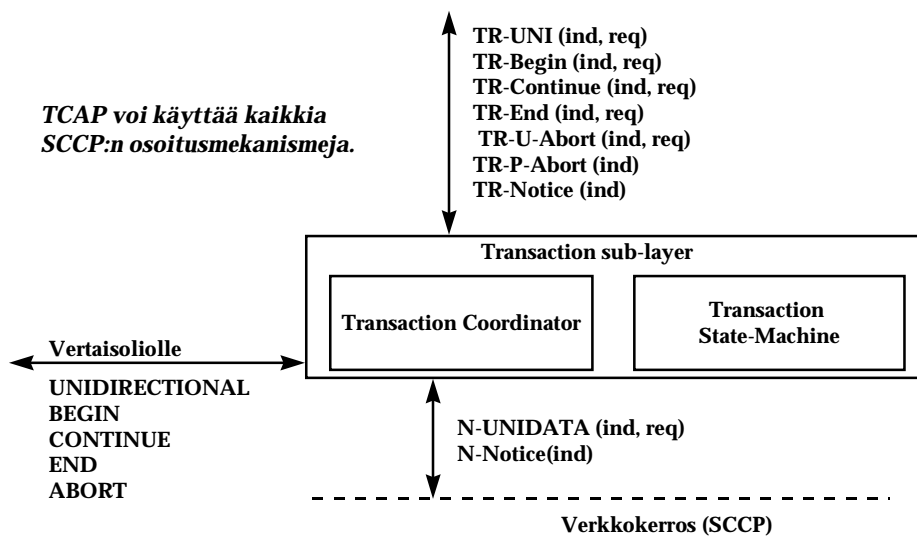 TR-UNI (ind, req)
TR-Begin (ind, req)
TR-Continue (ind, req)
TR-End (ind, req)
TR-U-Abort (ind, req)
TR-P-Abort (ind)
TR-Notice (ind)
TCAP voi käyttää kaikkia
SCCP:n osoitusmekanismeja.
Transaction sub-layer
Transaction Coordinator
Transaction
State-Machine
Vertaisoliolle
UNIDIRECTIONAL
BEGIN
CONTINUE
END
ABORT
N-UNIDATA (ind, req)
N-Notice(ind)
Verkkokerros (SCCP)